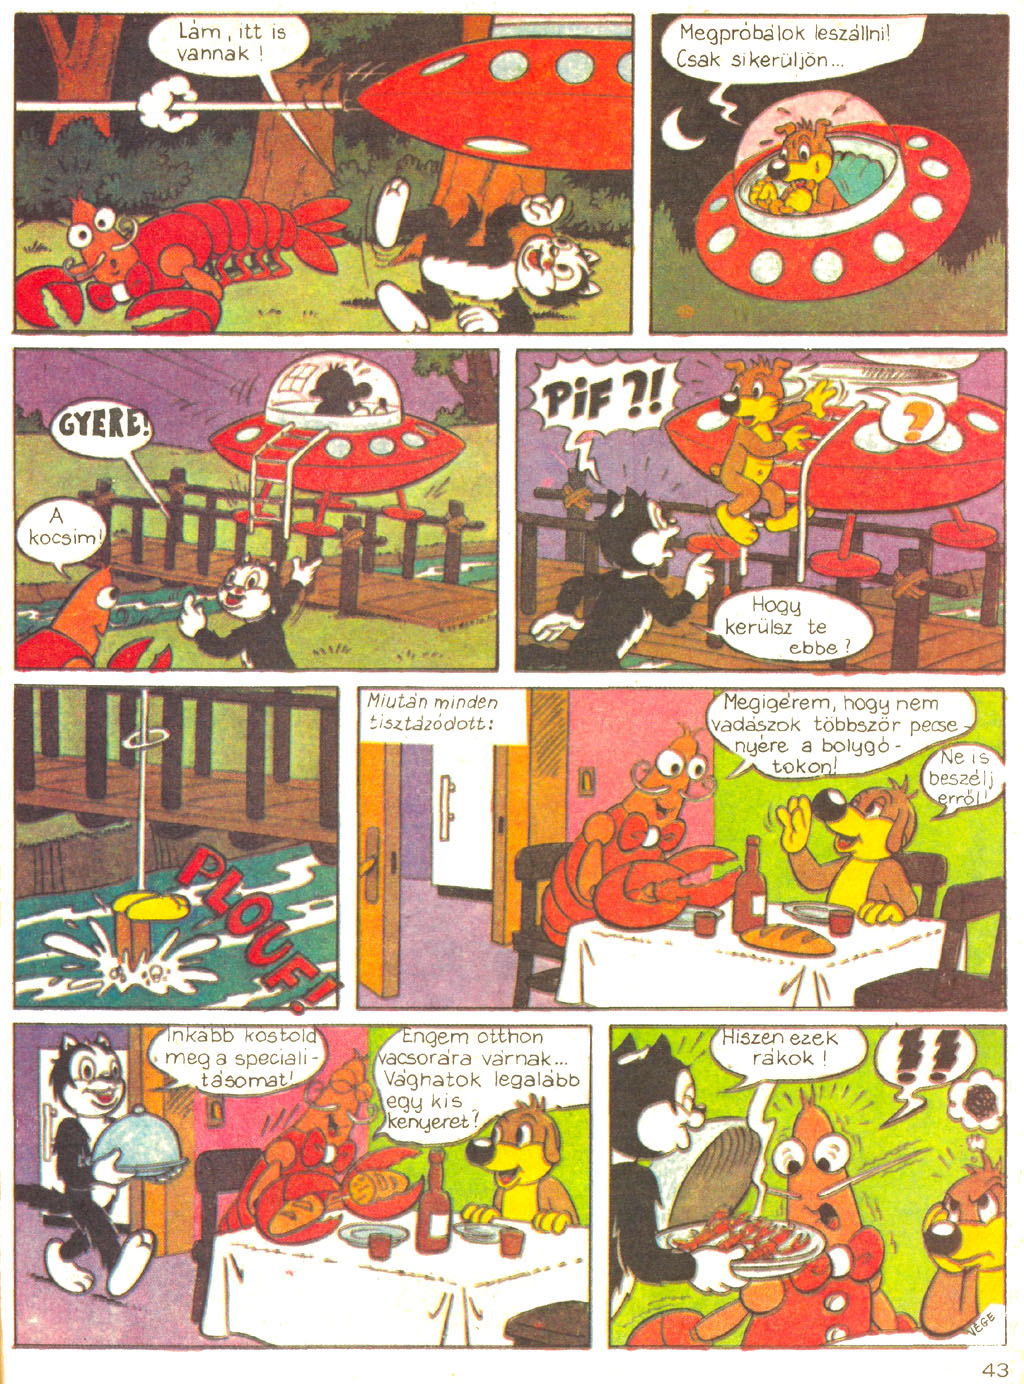 Lám, itt is
vannak!
Megpróbálok leszállni!
Csak sikerüljön...
GYERE!
A
kocsim!
PIF?!!
?
Hogy
kerülsz te
ebbe?
PLOUF!
Miután minden
tisztázódott:
Megigérem, hogy nem
vadászok többször pecse-
nyére a bolygó-
tokon!
Ne is
beszélj
erről!
Inkább kóstold
meg a speciali-
tásomat!
Engem otthon
vacsorára várnak...
Vághatok legalább
egy kis
kenyeret?
Hiszen ezek
rákok!
!!
VÉGE
43